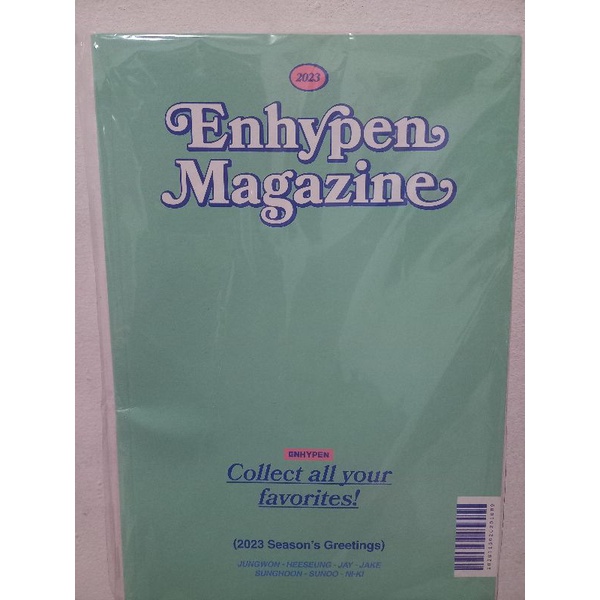 2023
Enhypen
Magazine
ENHYPEN
Collect all your
favorites!
(2023 Season's Greetings)
JUNGWON · HEESEUNG · JAY · JAKE
SUNGHOON · SUNOO · NI-KI